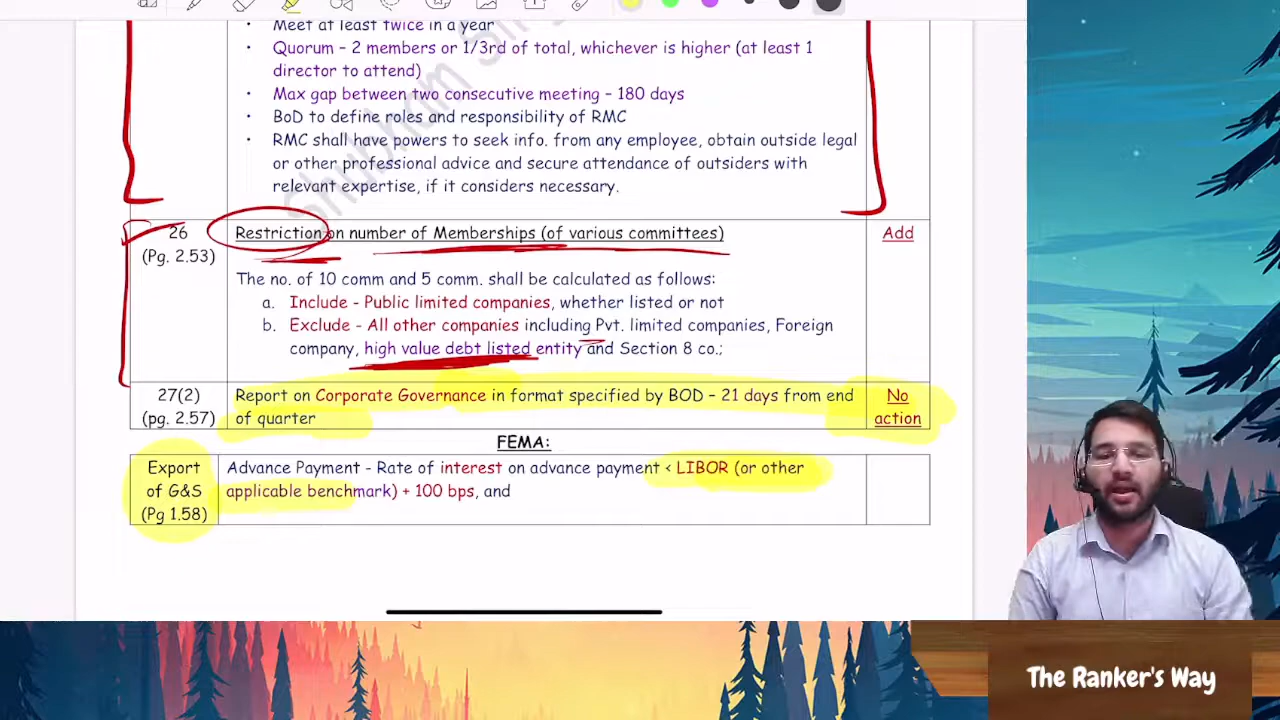 Meet at least twice in a year
• Quorum – 2 members or 1/3rd of total, whichever is higher (at least 1
director to attend)
• Max gap between two consecutive meeting – 180 days
• BoD to define roles and responsibility of RMC
• RMC shall have powers to seek info. from any employee, obtain outside legal
or other professional advice and secure attendance of outsiders with
relevant expertise, if it considers necessary.
Shubham
26
(Pg. 2.53)
Restriction on number of Memberships (of various committees)
Add
The no. of 10 comm and 5 comm. shall be calculated as follows:
a. Include - Public limited companies, whether listed or not
b. Exclude - All other companies including Pvt. limited companies, Foreign
company, high value debt listed entity and Section 8 co.;
27(2)
(pg. 2.57)
Report on Corporate Governance in format specified by BOD – 21 days from end
of quarter
No
action
FEMA:
Export
of G&S
(Pg 1.58)
Advance Payment - Rate of interest on advance payment < LIBOR (or other
applicable benchmark) + 100 bps, and
The Ranker's Way